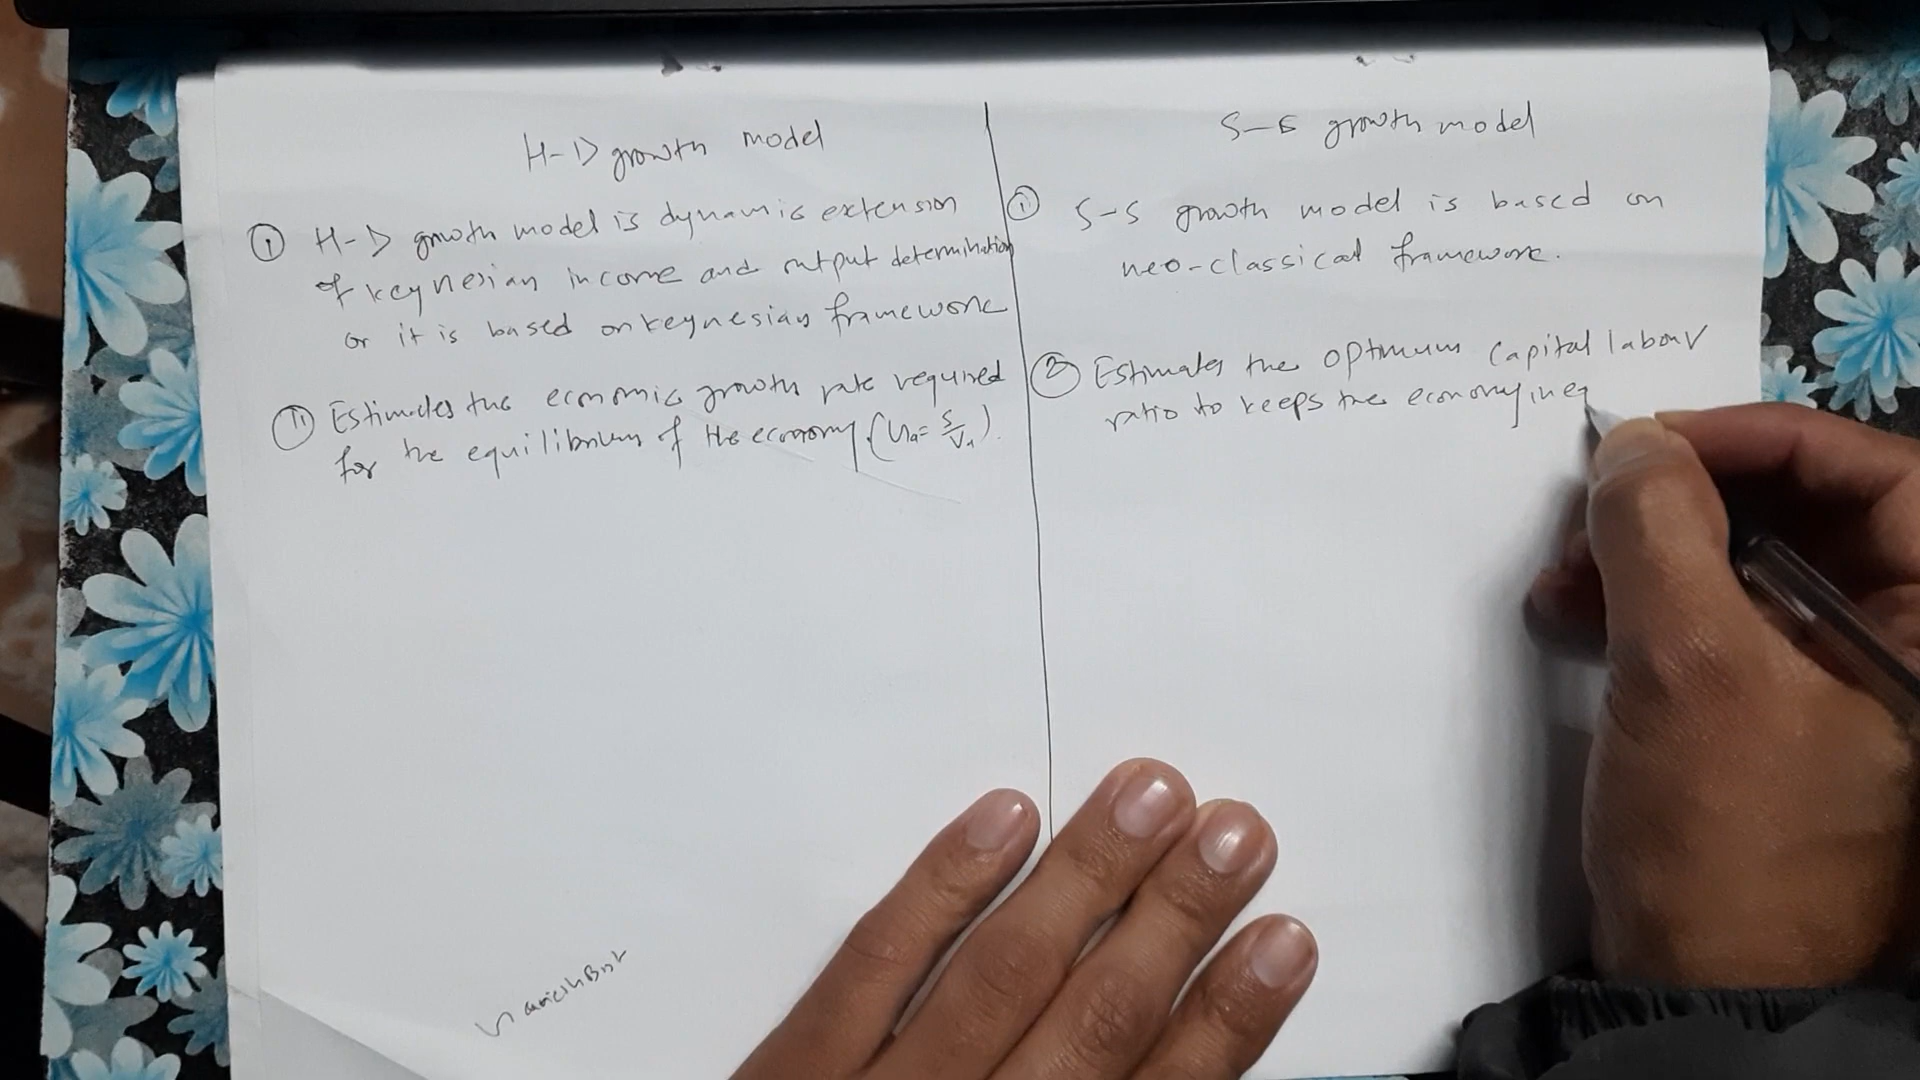 H-D growth model
① H-D growth model is dynamic extension
of keynesian income and output determination
or it is based on keynesian framework
⑪ Estimates the economic growth rate required
for the equilibrium of the economy
S-S growth model
① S-S growth model is based on
neo-classical framework.
② Estimates the optimum capital labour
ratio to keeps the economy in eq